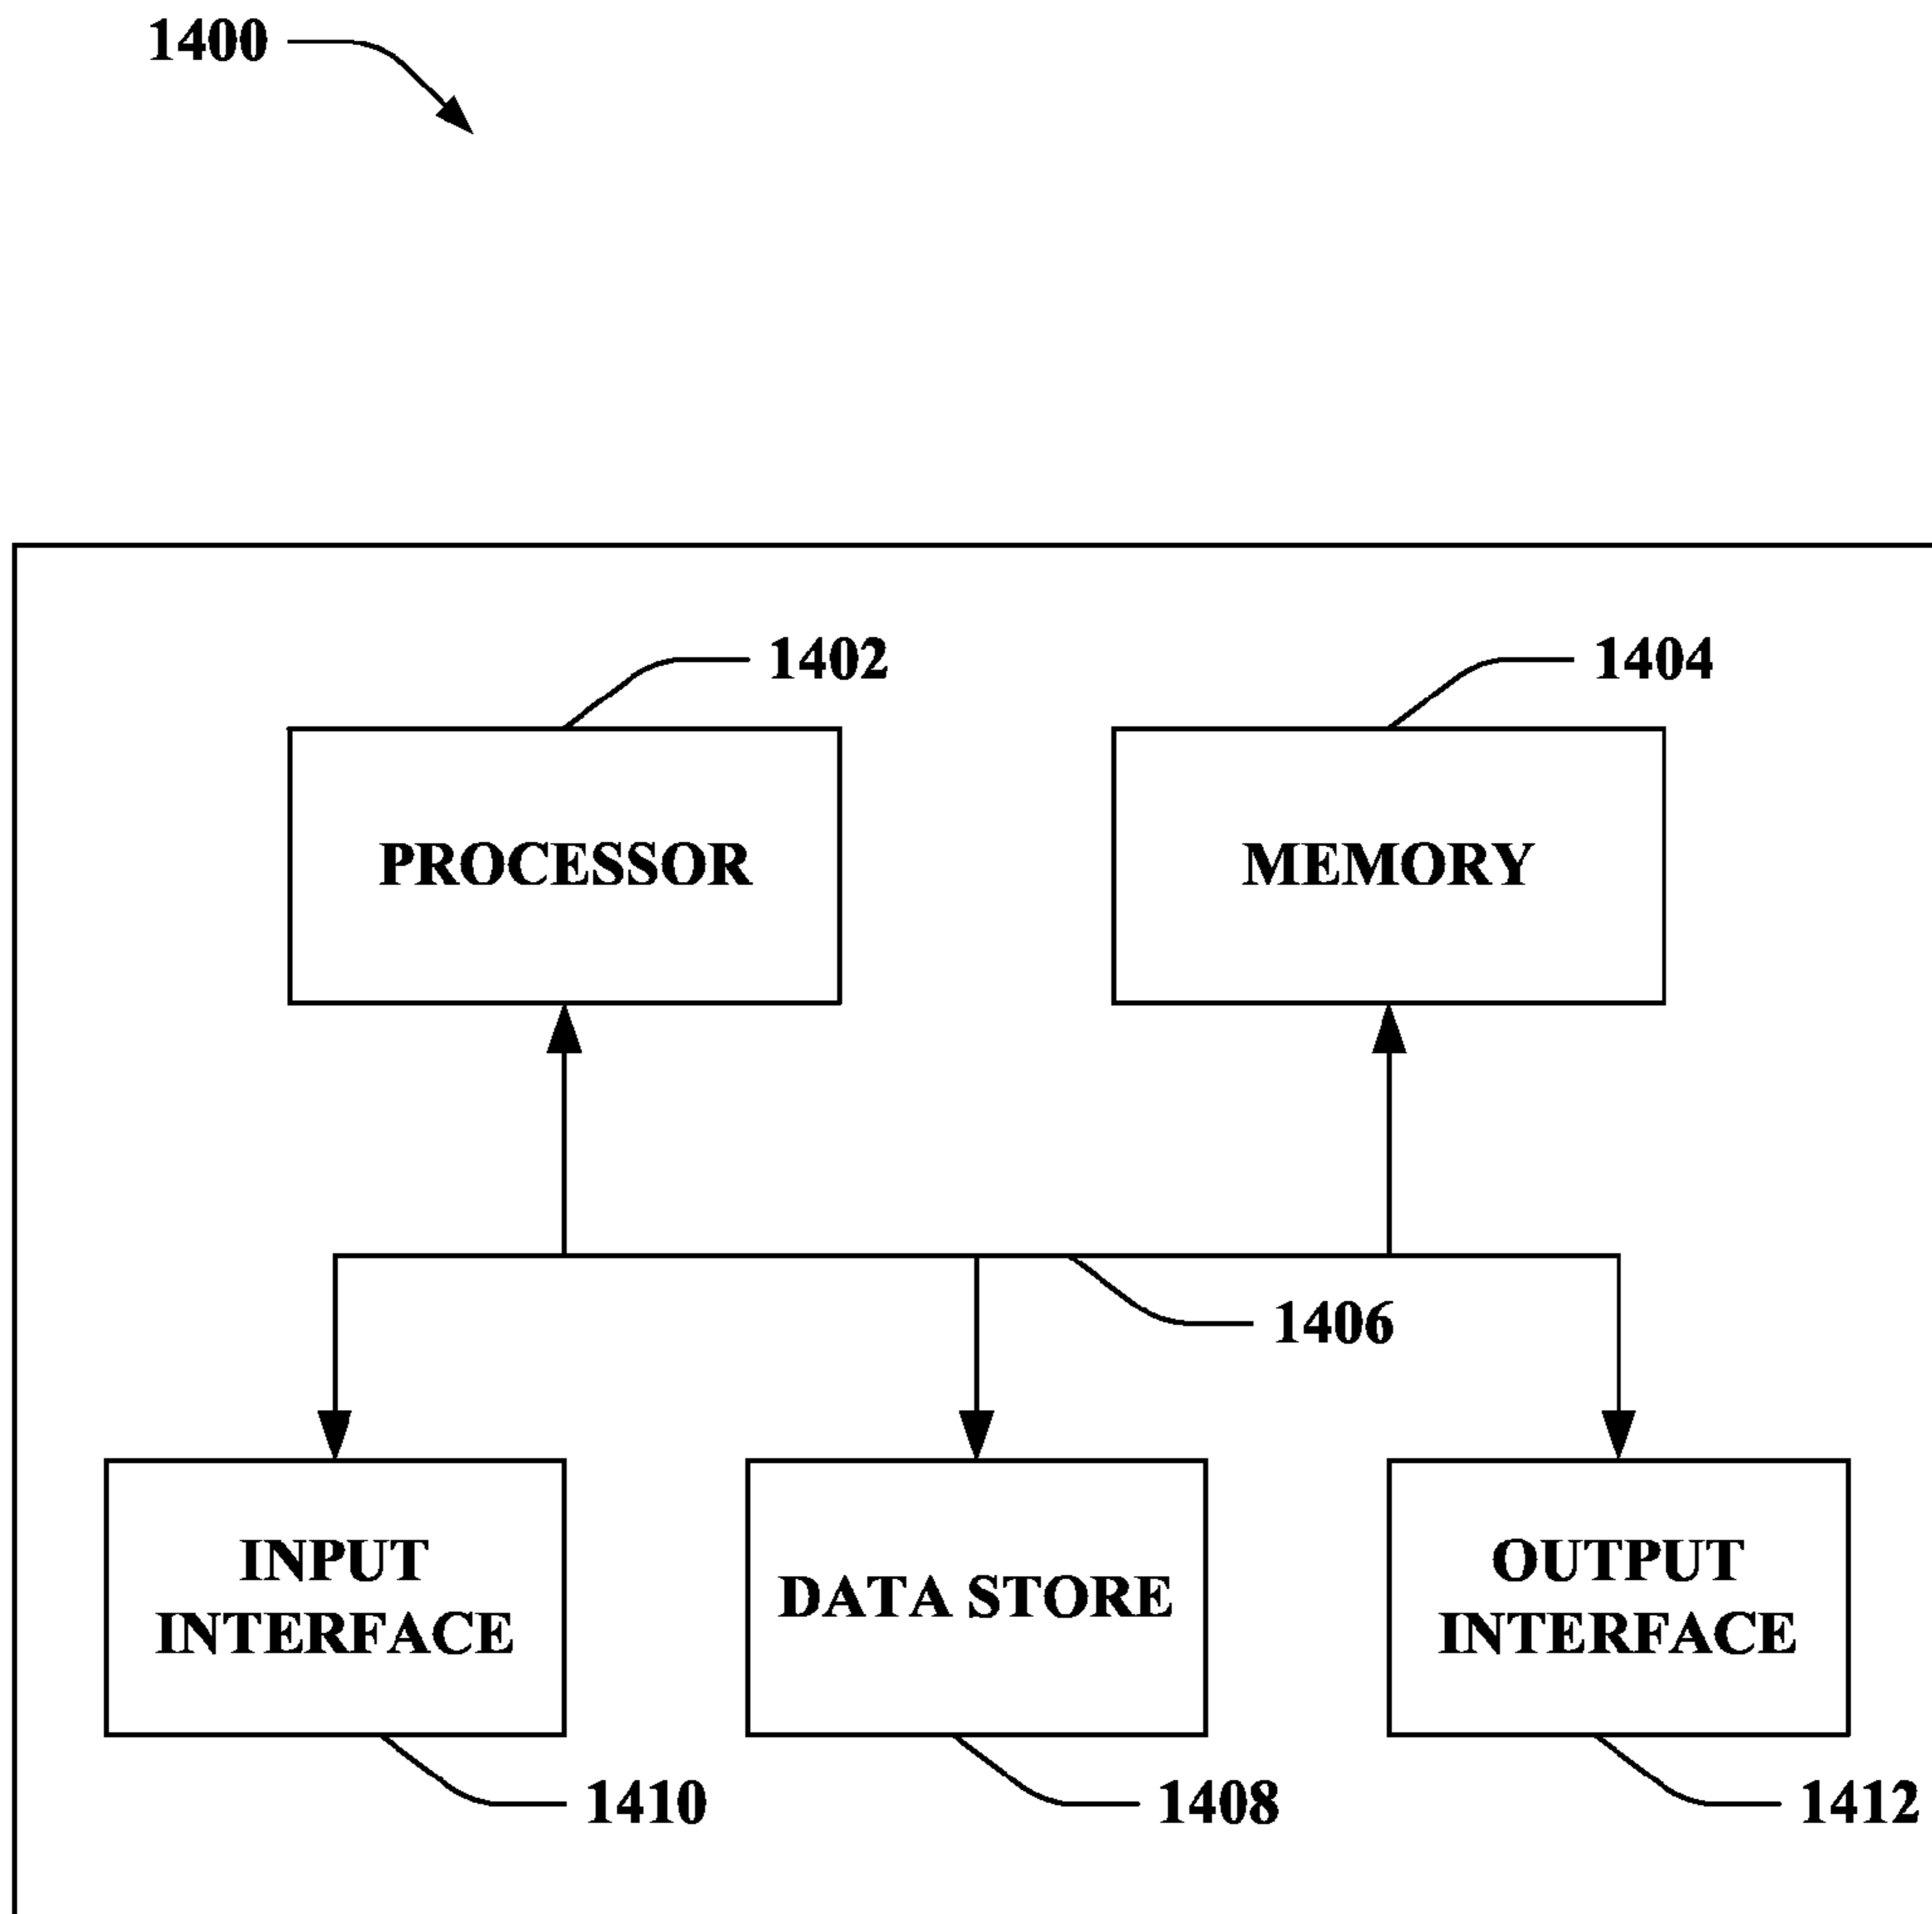 1400
1402
1404
PROCESSOR
MEMORY
1406
INPUT
INTERFACE
DATA STORE
OUTPUT
INTERFACE
1410
1408
1412